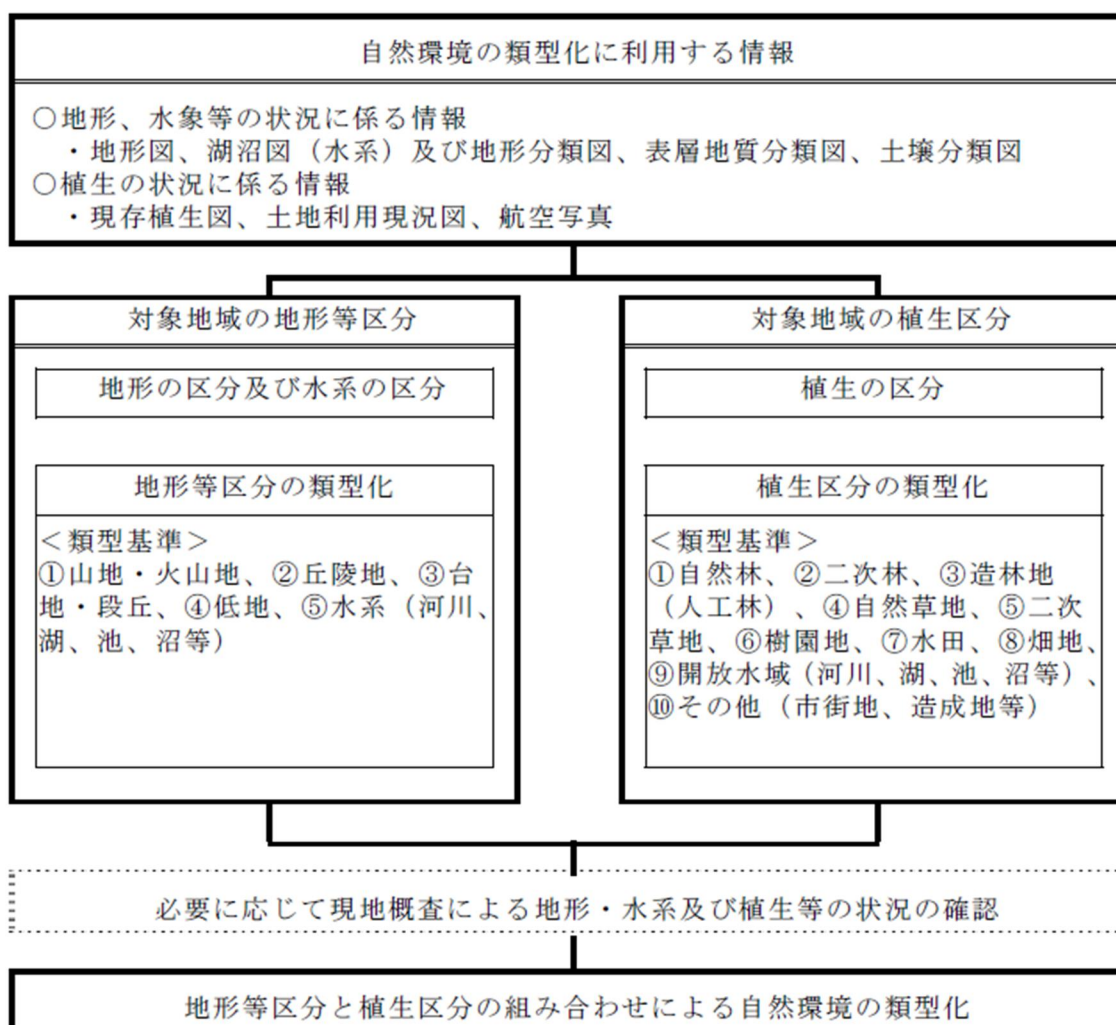 自然環境の類型化に利用する情報
○地形、水象等の状況に係る情報
・地形図、湖沼図（水系）及び地形分類図、表層地質分類図、土壌分類図
○植生の状況に係る情報
・現存植生図、土地利用現況図、航空写真
対象地域の地形等区分
地形の区分及び水系の区分
地形等区分の類型化
＜類型基準＞
①山地・火山地、②丘陵地、③台
地・段丘、④低地、⑤水系（河川、
湖、池、沼等）
対象地域の植生区分
植生の区分
植生区分の類型化
＜類型基準＞
①自然林、②二次林、③造林地
（人工林）、④自然草地、⑤二次
草地、⑥樹園地、⑦水田、⑧畑地、
⑨開放水域（河川、湖、池、沼等）、
⑩その他（市街地、造成地等）
必要に応じて現地概査による地形・水系及び植生等の状況の確認
地形等区分と植生区分の組み合わせによる自然環境の類型化